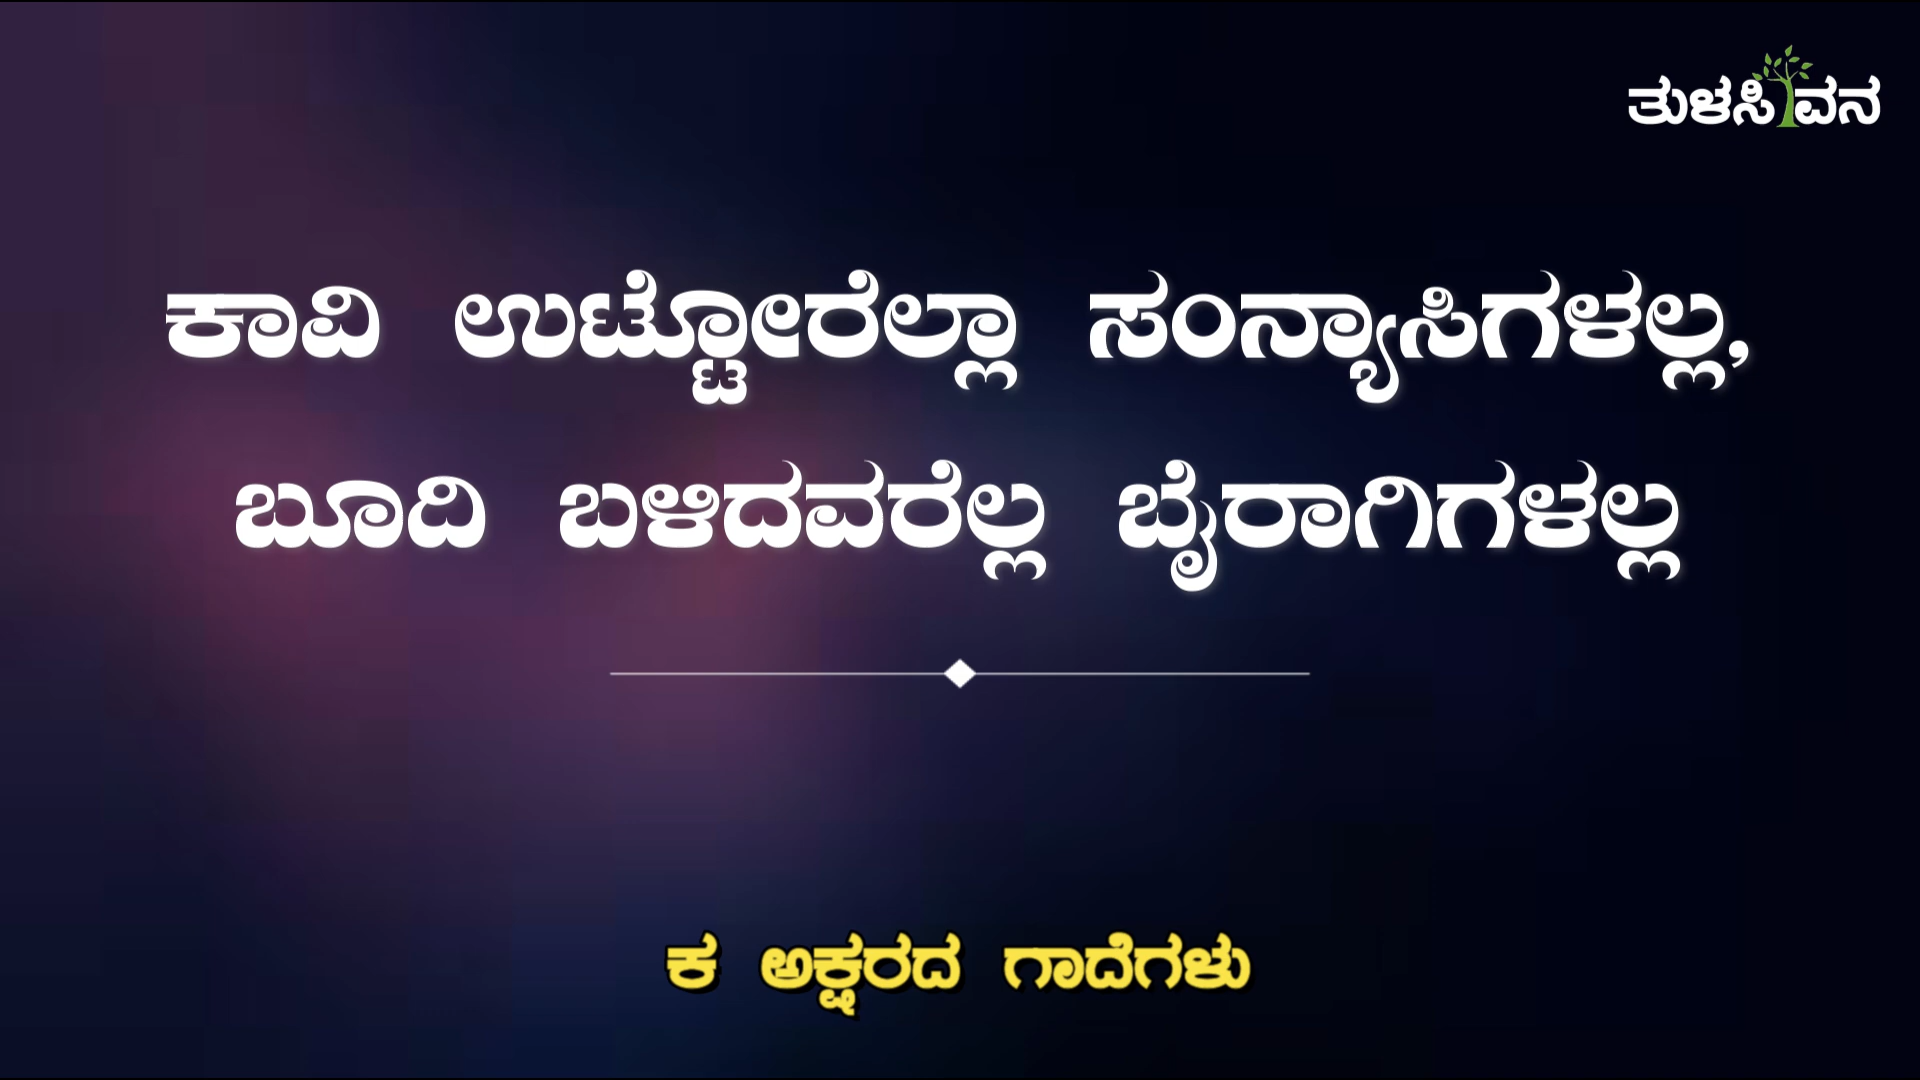 ತುಳಸಿವನ
ಕಾವಿ ಉಟ್ಟೋರೆಲ್ಲಾ ಸಂನ್ಯಾಸಿಗಳಲ್ಲ,
ಬೂದಿ ಬಳಿದವರೆಲ್ಲ ಬೈರಾಗಿಗಳಲ್ಲ
ಕ ಅಕ್ಷರದ ಗಾದೆಗಳು